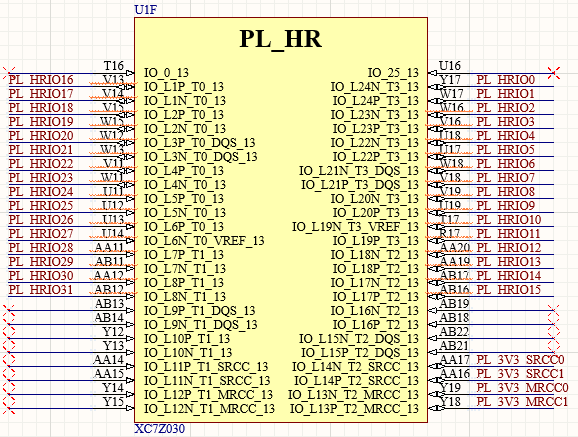 U1F
PL_HR
T16 IO_0_13 IO_25_13 U16
PL_HRIO16 V13 IO_L1P_T0_13 IO_L24N_T3_13 Y17 PL_HRIO0
PL_HRIO17 V14 IO_L1N_T0_13 IO_L24P_T3_13 W17 PL_HRIO1
PL_HRIO18 V15 IO_L2P_T0_13 IO_L23N_T3_13 W16 PL_HRIO2
PL_HRIO19 W15 IO_L2N_T0_13 IO_L23P_T3_13 V16 PL_HRIO3
PL_HRIO20 W12 IO_L3P_T0_DQS_13 IO_L22N_T3_13 U18 PL_HRIO4
PL_HRIO21 W13 IO_L3N_T0_DQS_13 IO_L22P_T3_13 U17 PL_HRIO5
PL_HRIO22 V11 IO_L4P_T0_13 IO_L21N_T3_DQS_13 W18 PL_HRIO6
PL_HRIO23 W11 IO_L4N_T0_13 IO_L21P_T3_DQS_13 V18 PL_HRIO7
PL_HRIO24 U11 IO_L5P_T0_13 IO_L20N_T3_13 V19 PL_HRIO8
PL_HRIO25 U12 IO_L5N_T0_13 IO_L20P_T3_13 U19 PL_HRIO9
PL_HRIO26 U13 IO_L6P_T0_13 IO_L19N_T3_VREF_13 T17 PL_HRIO10
PL_HRIO27 U14 IO_L6N_T0_VREF_13 IO_L19P_T3_13 R17 PL_HRIO11
PL_HRIO28 AA11 IO_L7P_T1_13 IO_L18N_T2_13 AA20 PL_HRIO12
PL_HRIO29 AB11 IO_L7N_T1_13 IO_L18P_T2_13 AA19 PL_HRIO13
PL_HRIO30 AA12 IO_L8P_T1_13 IO_L17N_T2_13 AB17 PL_HRIO14
PL_HRIO31 AB12 IO_L8N_T1_13 IO_L17P_T2_13 AB16 PL_HRIO15
AB13 IO_L9P_T1_DQS_13 IO_L16N_T2_13 AB19
AB14 IO_L9N_T1_DQS_13 IO_L16P_T2_13 AB18
Y12 IO_L10P_T1_13 IO_L15N_T2_DQS_13 AB22
Y13 IO_L10N_T1_13 IO_L15P_T2_DQS_13 AB21
AA14 IO_L11P_T1_SRCC_13 IO_L14N_T2_SRCC_13 AA17 PL_3V3_SRCC0
AA15 IO_L11N_T1_SRCC_13 IO_L14P_T2_SRCC_13 AA16 PL_3V3_SRCC1
Y14 IO_L12P_T1_MRCC_13 IO_L13N_T2_MRCC_13 Y19 PL_3V3_MRCC0
Y15 IO_L12N_T1_MRCC_13 IO_L13P_T2_MRCC_13 Y18 PL_3V3_MRCC1
XC7Z030